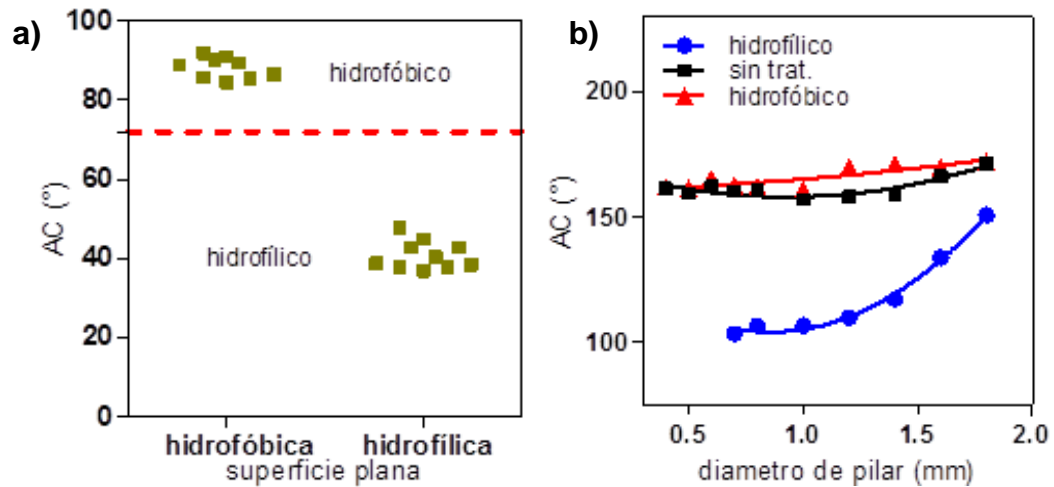 a)
100
80
60
40
20
0
AC (°)
hidrofóbico
hidrofílico
hidrofóbica hidrofílica
superficie plana
b)
hidrofílico
sin trat.
hidrofóbico
200
150
100
AC (°)
0.5 1.0 1.5 2.0
diametro de pilar (mm)